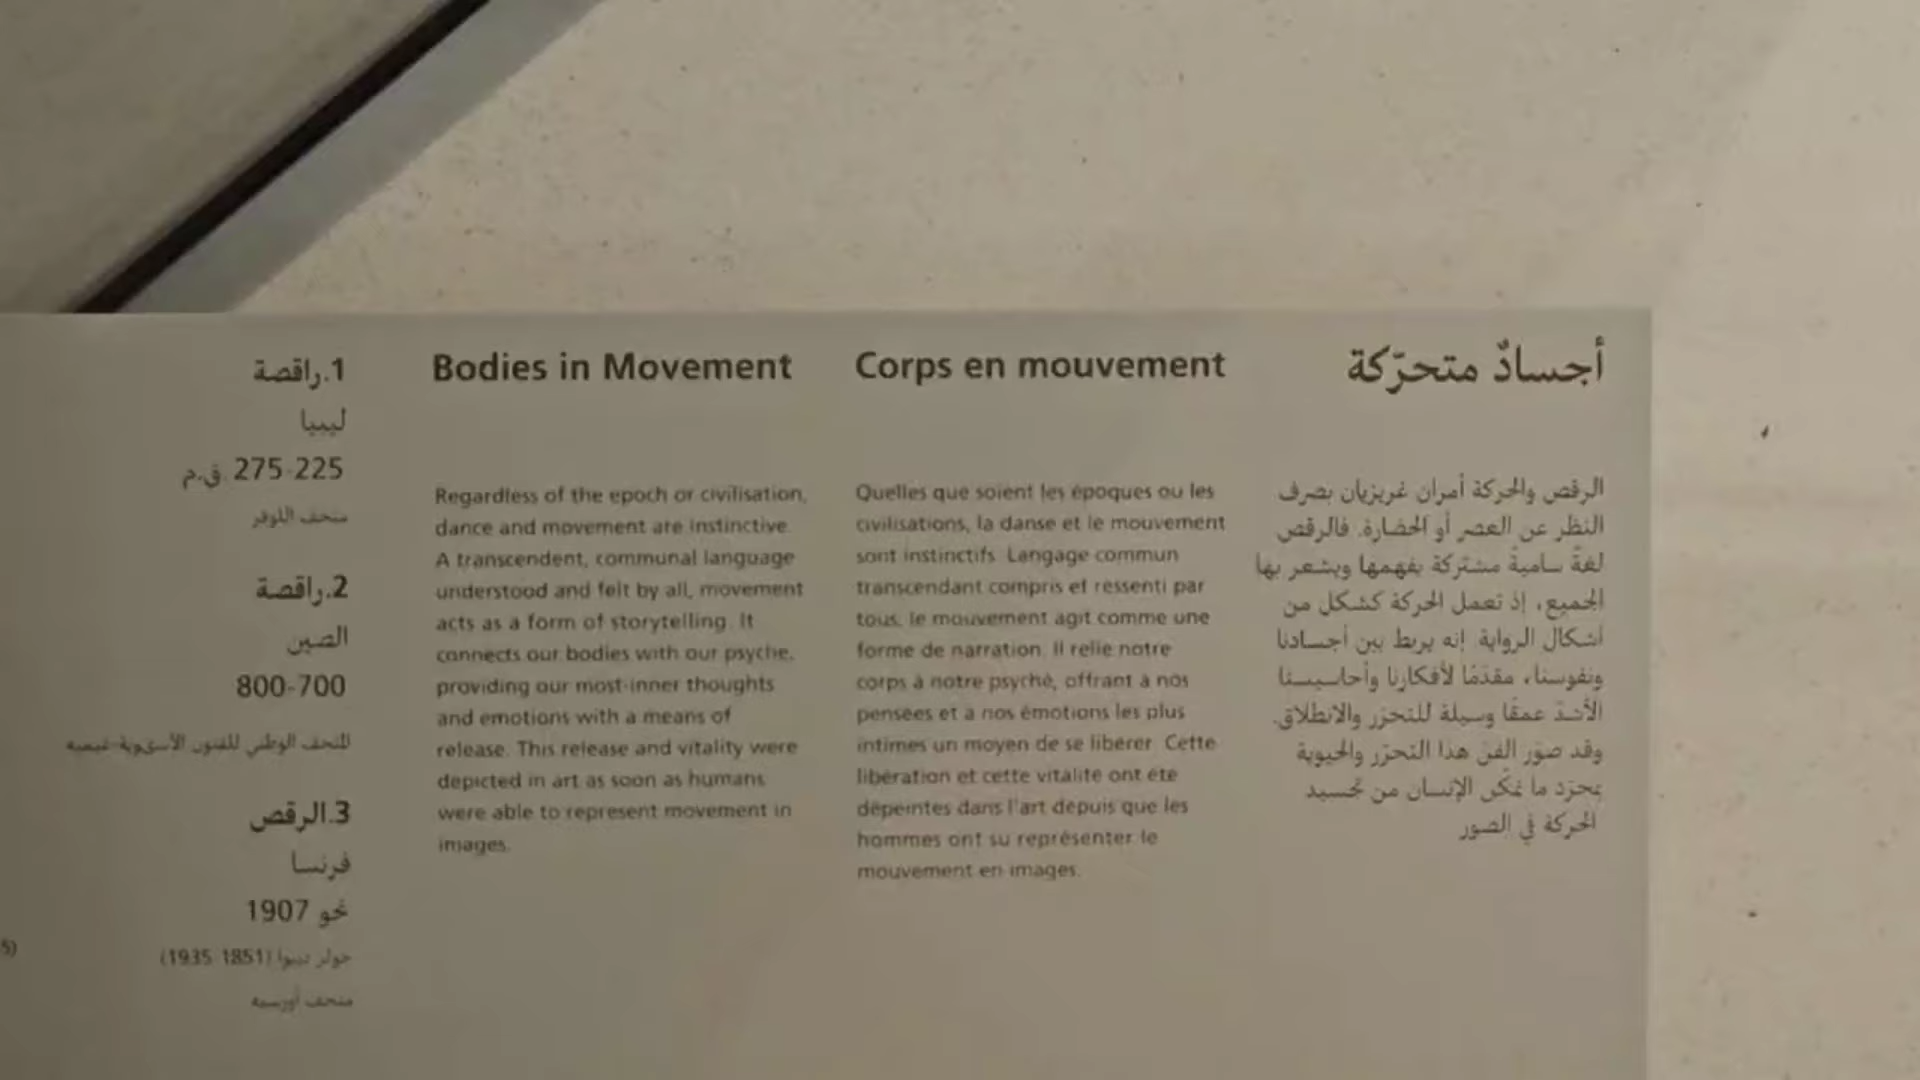 1.راقصة
ليبيا
275-225 ق.م
متحف اللوفر
2.راقصة
الصين
800-700
المتحف الوطني للفنون الآسيوية-غيميه
3.الرقص
فرنسا
نحو 1907
(1935-1851)
متحف أورسيه
5)
Bodies in Movement
Regardless of the epoch or civilisation,
dance and movement are instinctive.
A transcendent, communal language
understood and felt by all, movement
acts as a form of storytelling. It
connects our bodies with our psyche,
providing our most-inner thoughts
and emotions with a means of
release. This release and vitality were
depicted in art as soon as humans
were able to represent movement in
images.
Corps en mouvement
Quelles que soient les époques ou les
civilisations, la danse et le mouvement
sont instinctifs. Langage commun
transcendant compris et ressenti par
tous, le mouvement agit comme une
forme de narration. Il relie notre
corps à notre psyché, offrant à nos
pensées et à nos émotions les plus
intimes un moyen de se libérer. Cette
libération et cette vitalité ont été
dépeintes dans l'art depuis que les
hommes ont su représenter le
mouvement en images.
أجسادٌ متحرّكة
الرقص والحركة أمران غريزيان بصرف
النظر عن العصر أو الحضارة. فالرقص
لغةٌ ساميةٌ مشتركة يفهمها ويشعر بها
الجميع، إذ تعمل الحركة كشكل من
أشكال الرواية. إنه يربط بين أجسادنا
ونفوسنا، مقدمًا لأفكارنا وأحاسيسنا
الأشدّ عمقًا وسيلة للتحرّر والانطلاق.
وقد صوّر الفن هذا التحرّر والحيوية
بمجرّد ما تمكّن الإنسان من تجسيد
الحركة في الصور